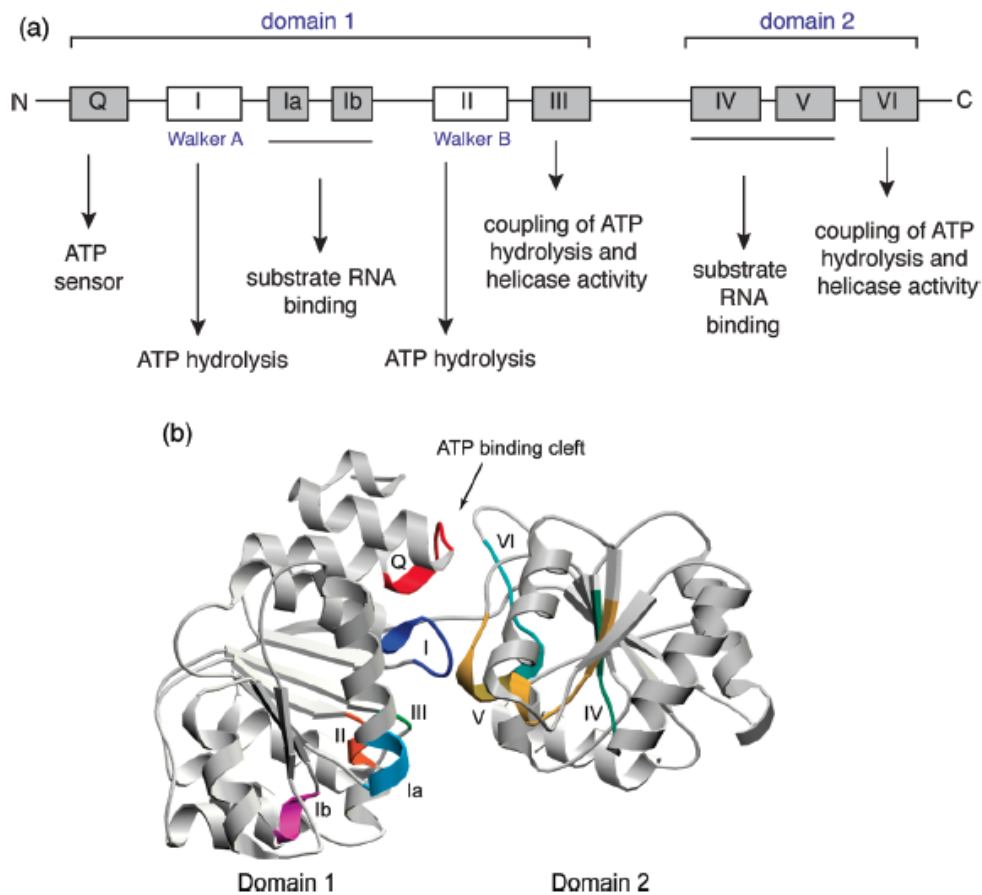 (a)
domain 1
domain 2
N
Q
I
Ia
Ib
II
III
IV
V
VI
C
Walker A
Walker B
ATP
sensor
ATP hydrolysis
substrate RNA
binding
ATP hydrolysis
coupling of ATP
hydrolysis and
helicase activity
substrate
RNA
binding
coupling of ATP
hydrolysis and
helicase activity
(b)
ATP binding cleft
Q
VI
I
III
II
V
IV
Ia
Ib
Domain 1
Domain 2